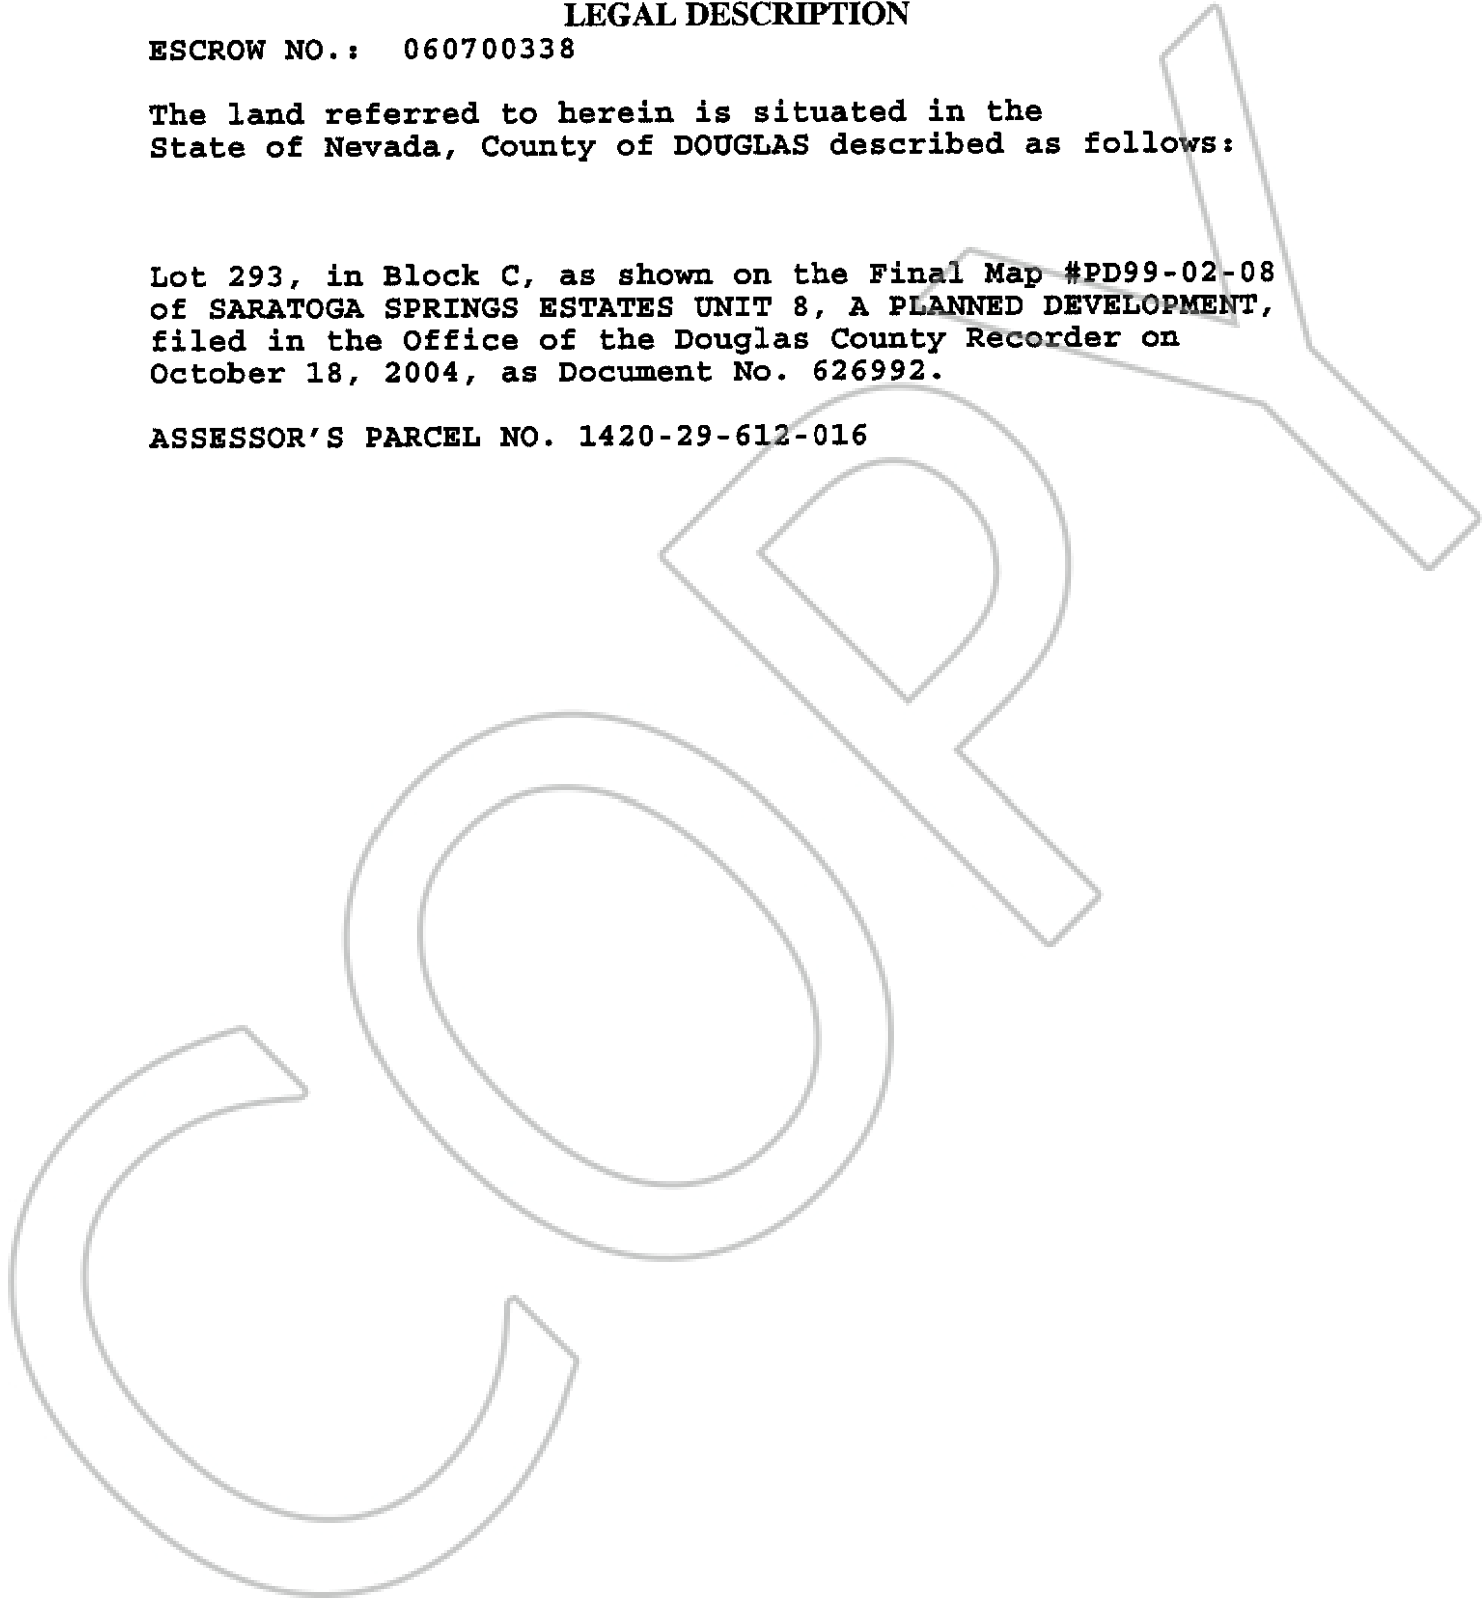 LEGAL DESCRIPTION
ESCROW NO.: 060700338
The land referred to herein is situated in the
State of Nevada, County of DOUGLAS described as follows:
Lot 293, in Block C, as shown on the Final Map #PD99-02-08
of SARATOGA SPRINGS ESTATES UNIT 8, A PLANNED DEVELOPMENT,
filed in the Office of the Douglas County Recorder on
October 18, 2004, as Document No. 626992.
ASSESSOR'S PARCEL NO. 1420-29-612-016
COPY